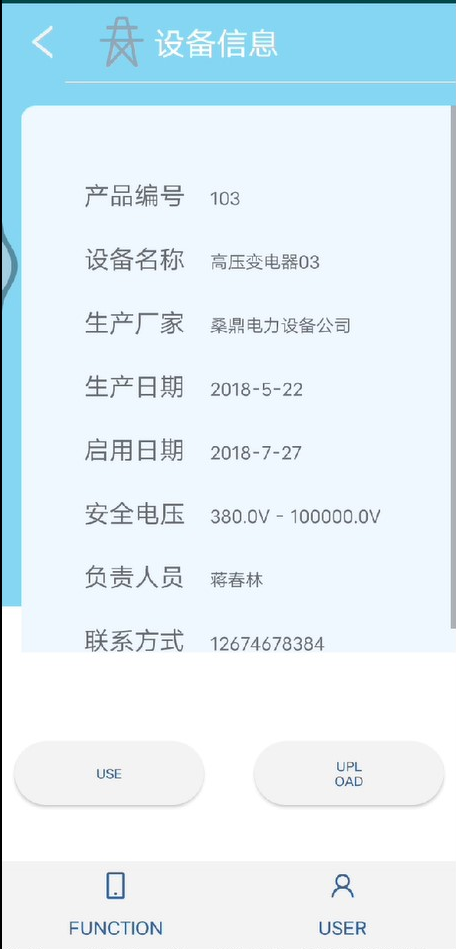 设备信息
产品编号 103
设备名称 高压变电器03
生产厂家 桑鼎电力设备公司
生产日期 2018-5-22
启用日期 2018-7-27
安全电压 380.0V - 100000.0V
负责人员 蒋春林
联系方式 12674678384
USE
UPL
OAD
FUNCTION
USER